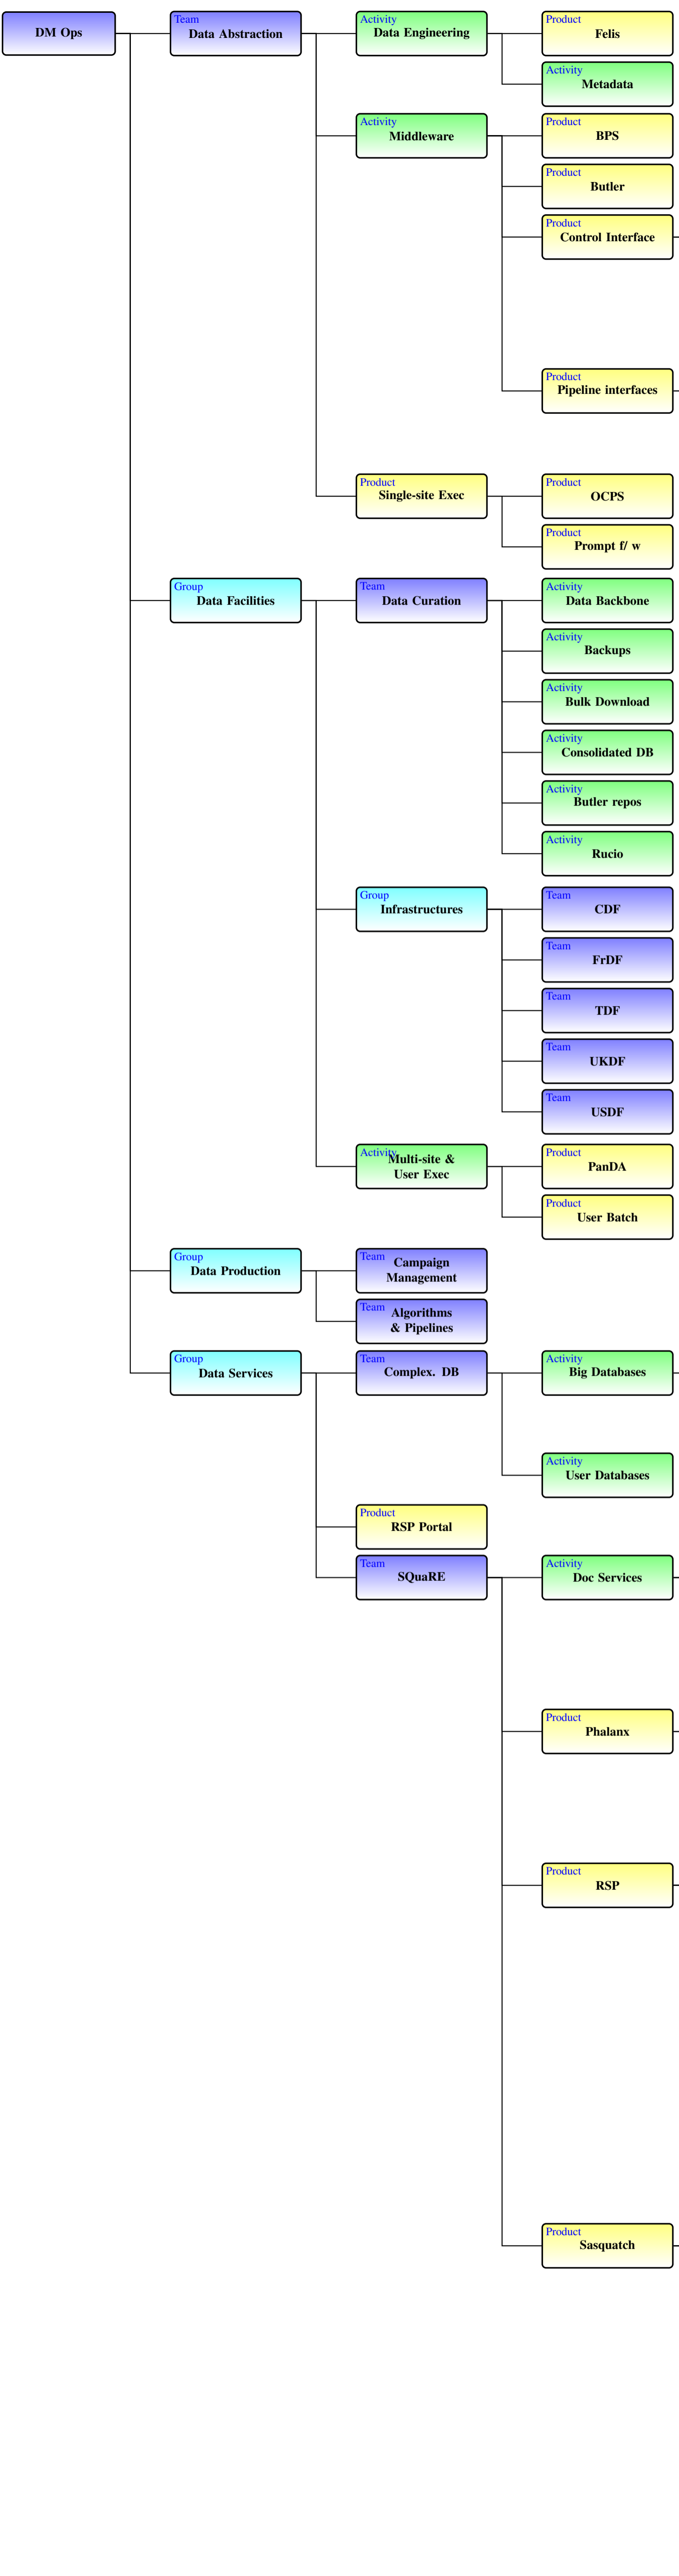 DM Ops
Team
Data Abstraction
Activity
Data Engineering
Product
Felis
Activity
Metadata
Activity
Middleware
Product
BPS
Product
Butler
Product
Control Interface
Product
Pipeline interfaces
Product
Single-site Exec
Product
OCPS
Product
Prompt f/ w
Group
Data Facilities
Team
Data Curation
Activity
Data Backbone
Activity
Backups
Activity
Bulk Download
Activity
Consolidated DB
Activity
Butler repos
Activity
Rucio
Group
Infrastructures
Team
CDF
Team
FrDF
Team
TDF
Team
UKDF
Team
USDF
Activity
Multi-site &
User Exec
Product
PanDA
Product
User Batch
Group
Data Production
Team
Campaign
Management
Team
Algorithms
& Pipelines
Group
Data Services
Team
Complex. DB
Activity
Big Databases
Activity
User Databases
Product
RSP Portal
Team
SQuaRE
Activity
Doc Services
Product
Phalanx
Product
RSP
Product
Sasquatch